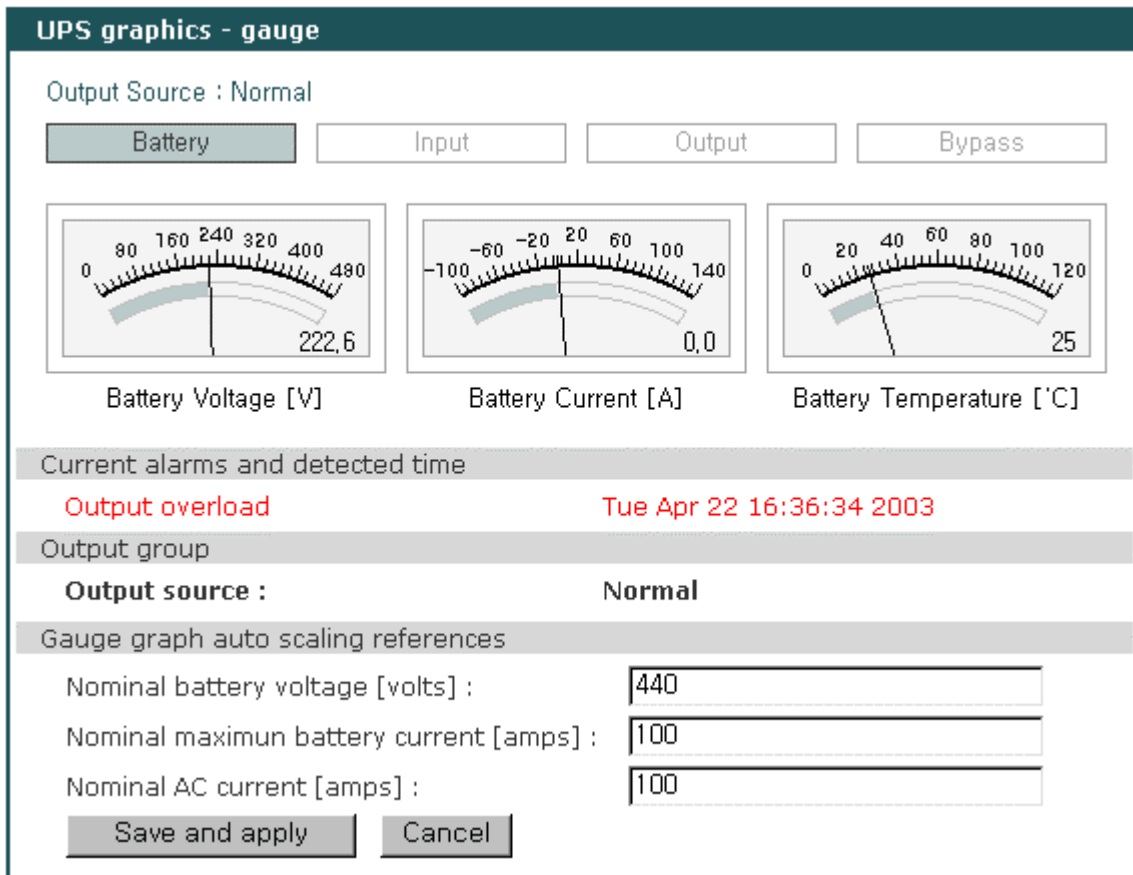 UPS graphics - gauge
Output Source : Normal
Battery Input Output Bypass
0 80 160 240 320 400 480
222,6
-100 -60 -20 20 60 100 140
0,0
0 20 40 60 80 100 120
25
Battery Voltage [V] Battery Current [A] Battery Temperature [˚C]
Current alarms and detected time
Output overload Tue Apr 22 16:36:34 2003
Output group
Output source : Normal
Gauge graph auto scaling references
Nominal battery voltage [volts] : 440
Nominal maximun battery current [amps] : 100
Nominal AC current [amps] : 100
Save and apply Cancel